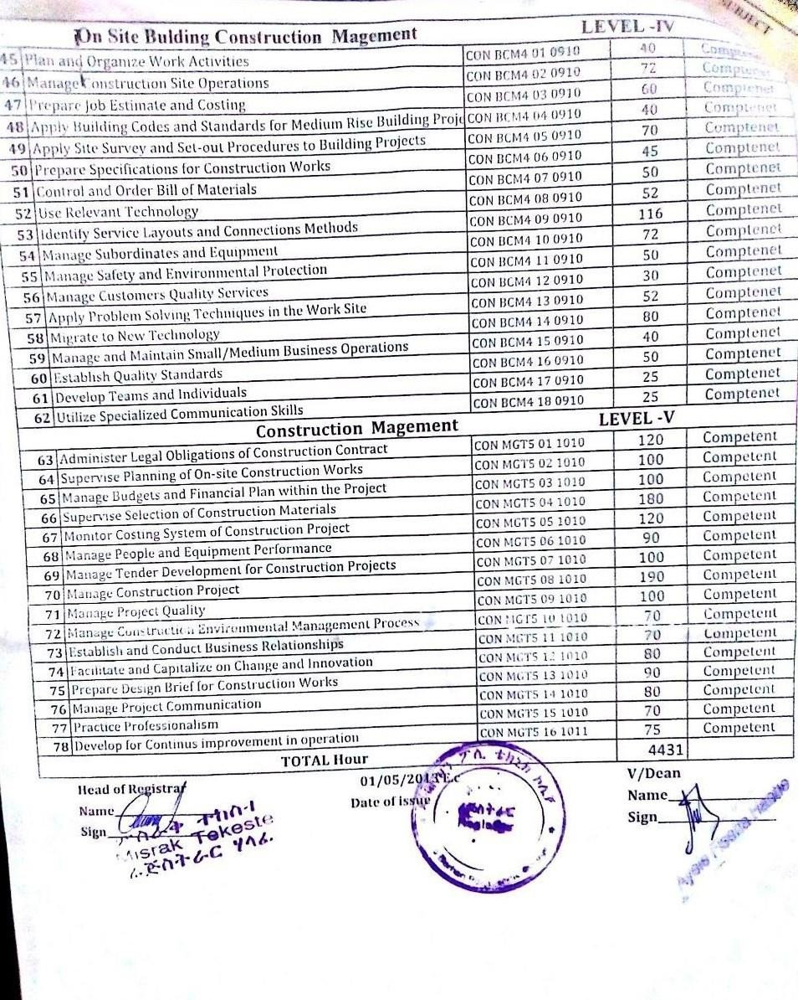 SUBJECT
On Site Bulding Construction Magement LEVEL -IV
45 Plan and Organize Work Activities CON BCM4 01 0910 40
46 Manage Construction Site Operations CON BCM4 02 0910 72
47 Prepare Job Estimate and Costing CON BCM4 03 0910 60 Comptenet
48 Apply Building Codes and Standards for Medium Rise Building Proje CON BCM4 04 0910 40 Comptenet
49 Apply Site Survey and Set-out Procedures to Building Projects CON BCM4 05 0910 70 Comptenet
50 Prepare Specifications for Construction Works CON BCM4 06 0910 45 Comptenet
51 Control and Order Bill of Materials CON BCM4 07 0910 50 Comptenet
52 Use Relevant Technology CON BCM4 08 0910 52 Comptenet
53 Identify Service Layouts and Connections Methods CON BCM4 09 0910 116 Comptenet
54 Manage Subordinates and Equipment CON BCM4 10 0910 72 Comptenet
55 Manage Safety and Environmental Protection CON BCM4 11 0910 50 Comptenet
56 Manage Customers Quality Services CON BCM4 12 0910 30 Comptenet
57 Apply Problem Solving Techniques in the Work Site CON BCM4 13 0910 52 Comptenet
58 Migrate to New Technology CON BCM4 14 0910 80 Comptenet
59 Manage and Maintain Small/Medium Business Operations CON BCM4 15 0910 40 Comptenet
60 Establish Quality Standards CON BCM4 16 0910 50 Comptenet
61 Develop Teams and Individuals CON BCM4 17 0910 25 Comptenet
62 Utilize Specialized Communication Skills CON BCM4 18 0910 25 Comptenet
Construction Magement LEVEL -V
63 Administer Legal Obligations of Construction Contract CON MGT5 01 1010 120 Competent
64 Supervise Planning of On-site Construction Works CON MGT5 02 1010 100 Competent
65 Manage Budgets and Financial Plan within the Project CON MGT5 03 1010 100 Competent
66 Supervise Selection of Construction Materials CON MGT5 04 1010 180 Competent
67 Monitor Costing System of Construction Project CON MGT5 05 1010 120 Competent
68 Manage People and Equipment Performance CON MGT5 06 1010 90 Competent
69 Manage Tender Development for Construction Projects CON MGT5 07 1010 100 Competent
70 Manage Construction Project CON MGT5 08 1010 190 Competent
71 Manage Project Quality CON MGT5 09 1010 100 Competent
72 Manage Construction Environmental Management Process CON MGT5 10 1010 70 Competent
73 Establish and Conduct Business Relationships CON MGT5 11 1010 70 Competent
74 Facilitate and Capitalize on Change and Innovation CON MGT5 12 1010 80 Competent
75 Prepare Design Brief for Construction Works CON MGT5 13 1010 90 Competent
76 Manage Project Communication CON MGT5 14 1010 80 Competent
77 Practice Professionalism CON MGT5 15 1010 70 Competent
78 Develop for Continus improvement in operation CON MGT5 16 1011 75 Competent
TOTAL Hour 4431
Head of Registrar 01/05/2013E.c V/Dean
Name Date of issue Name
Sign Sign
Misrak Tekeste